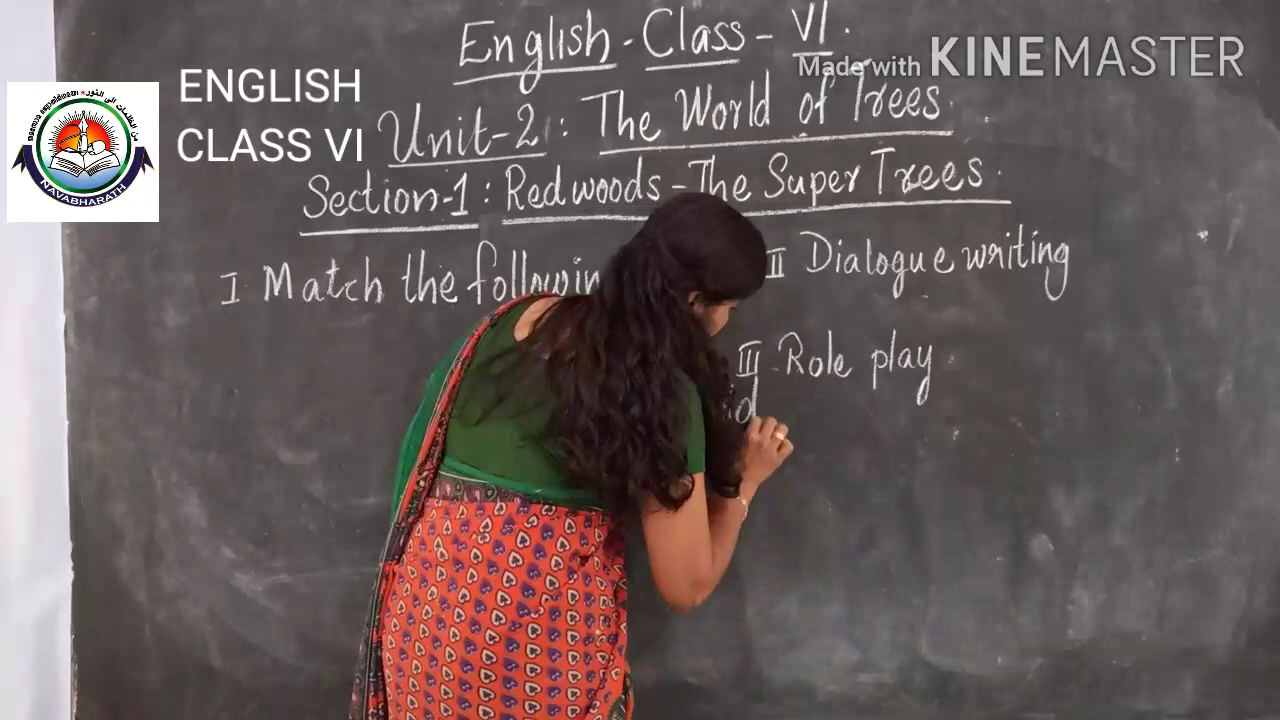 English - Class - VI.
Made with KINEMASTER
ENGLISH
CLASS VI
Unit-2 : The World of Trees.
Section-1 : Redwoods - The Super Trees.
I Match the followin
II Dialogue writing
III Role play
d
NAVABHARATH